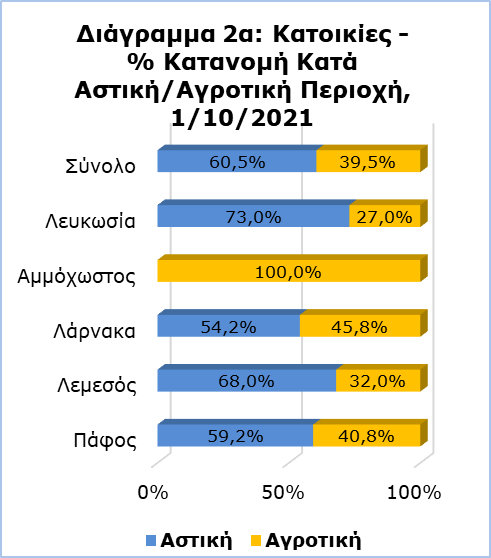 Διάγραμμα 2α: Κατοικίες -
% Κατανομή Κατά
Αστική/Αγροτική Περιοχή,
1/10/2021
Σύνολο 60,5% 39,5%
Λευκωσία 73,0% 27,0%
Αμμόχωστος 100,0%
Λάρνακα 54,2% 45,8%
Λεμεσός 68,0% 32,0%
Πάφος 59,2% 40,8%
0% 50% 100%
Αστική Αγροτική